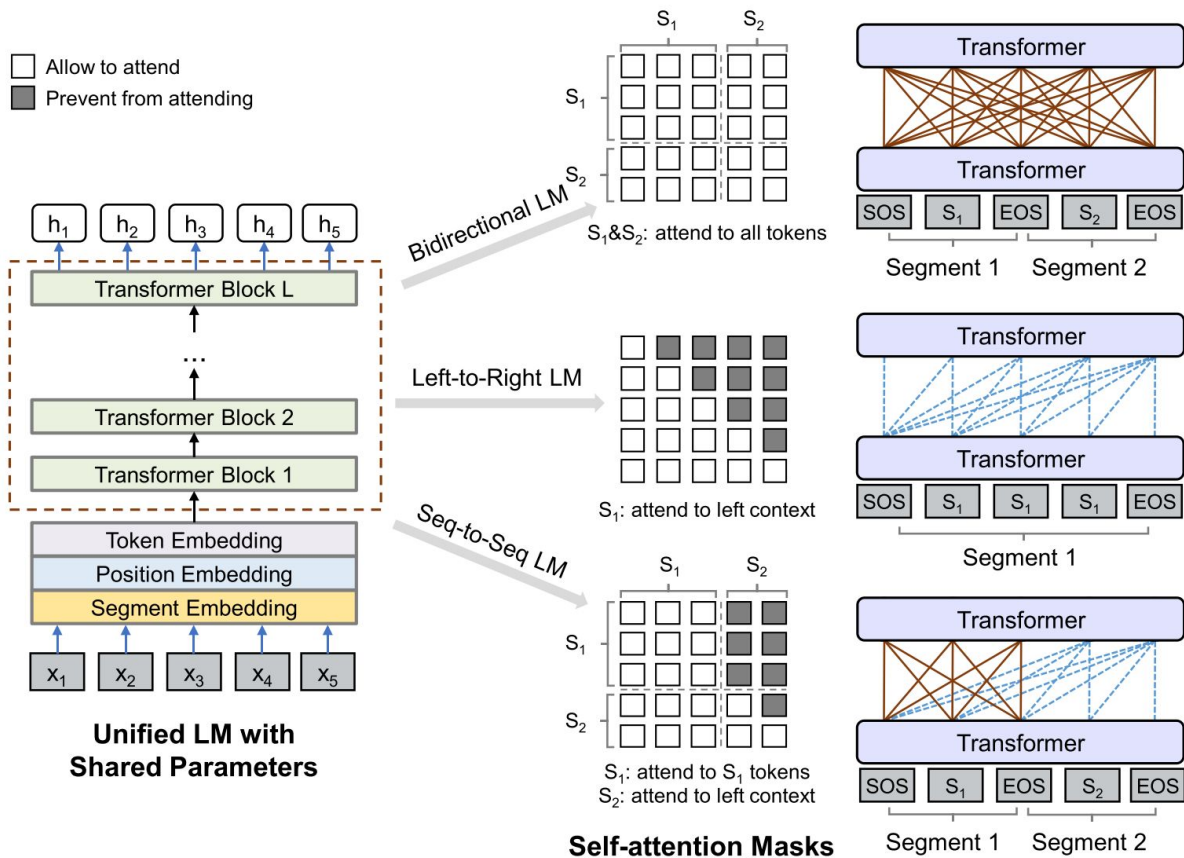 Allow to attend
Prevent from attending
h₁ h₂ h₃ h₄ h₅
Transformer Block L
...
Transformer Block 2
Transformer Block 1
Token Embedding
Position Embedding
Segment Embedding
x₁ x₂ x₃ x₄ x₅
Unified LM with
Shared Parameters
Bidirectional LM
S₁ S₂
S₁
S₂
S₁&S₂: attend to all tokens
Transformer
Transformer
SOS S₁ EOS S₂ EOS
Segment 1 Segment 2
Left-to-Right LM
S₁: attend to left context
Transformer
Transformer
SOS S₁ S₁ S₁ EOS
Segment 1
Seq-to-Seq LM
S₁ S₂
S₁
S₂
S₁: attend to S₁ tokens
S₂: attend to left context
Transformer
Transformer
SOS S₁ EOS S₂ EOS
Segment 1 Segment 2
Self-attention Masks